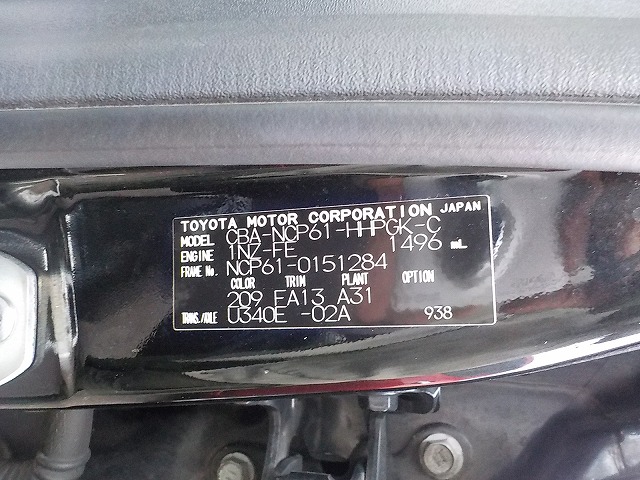 TOYOTA MOTOR CORPORATION JAPAN
MODEL CBA-NCP61-HHPGK-C
ENGINE 1NZ-FE 1496 mL
FRAME No. NCP61-0151284
COLOR TRIM PLANT OPTION
209 FA13 A31
TRANS./AXLE U340E -02A 938